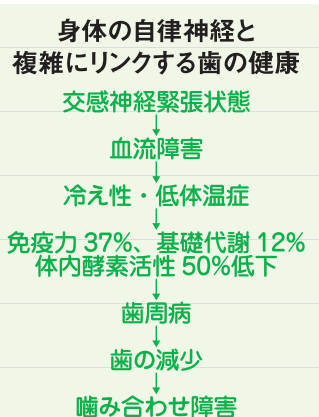 身体の自律神経と
複雑にリンクする歯の健康
交感神経緊張状態
血流障害
冷え性・低体温症
免疫力 37%、基礎代謝 12%
体内酵素活性 50%低下
歯周病
歯の減少
噛み合わせ障害